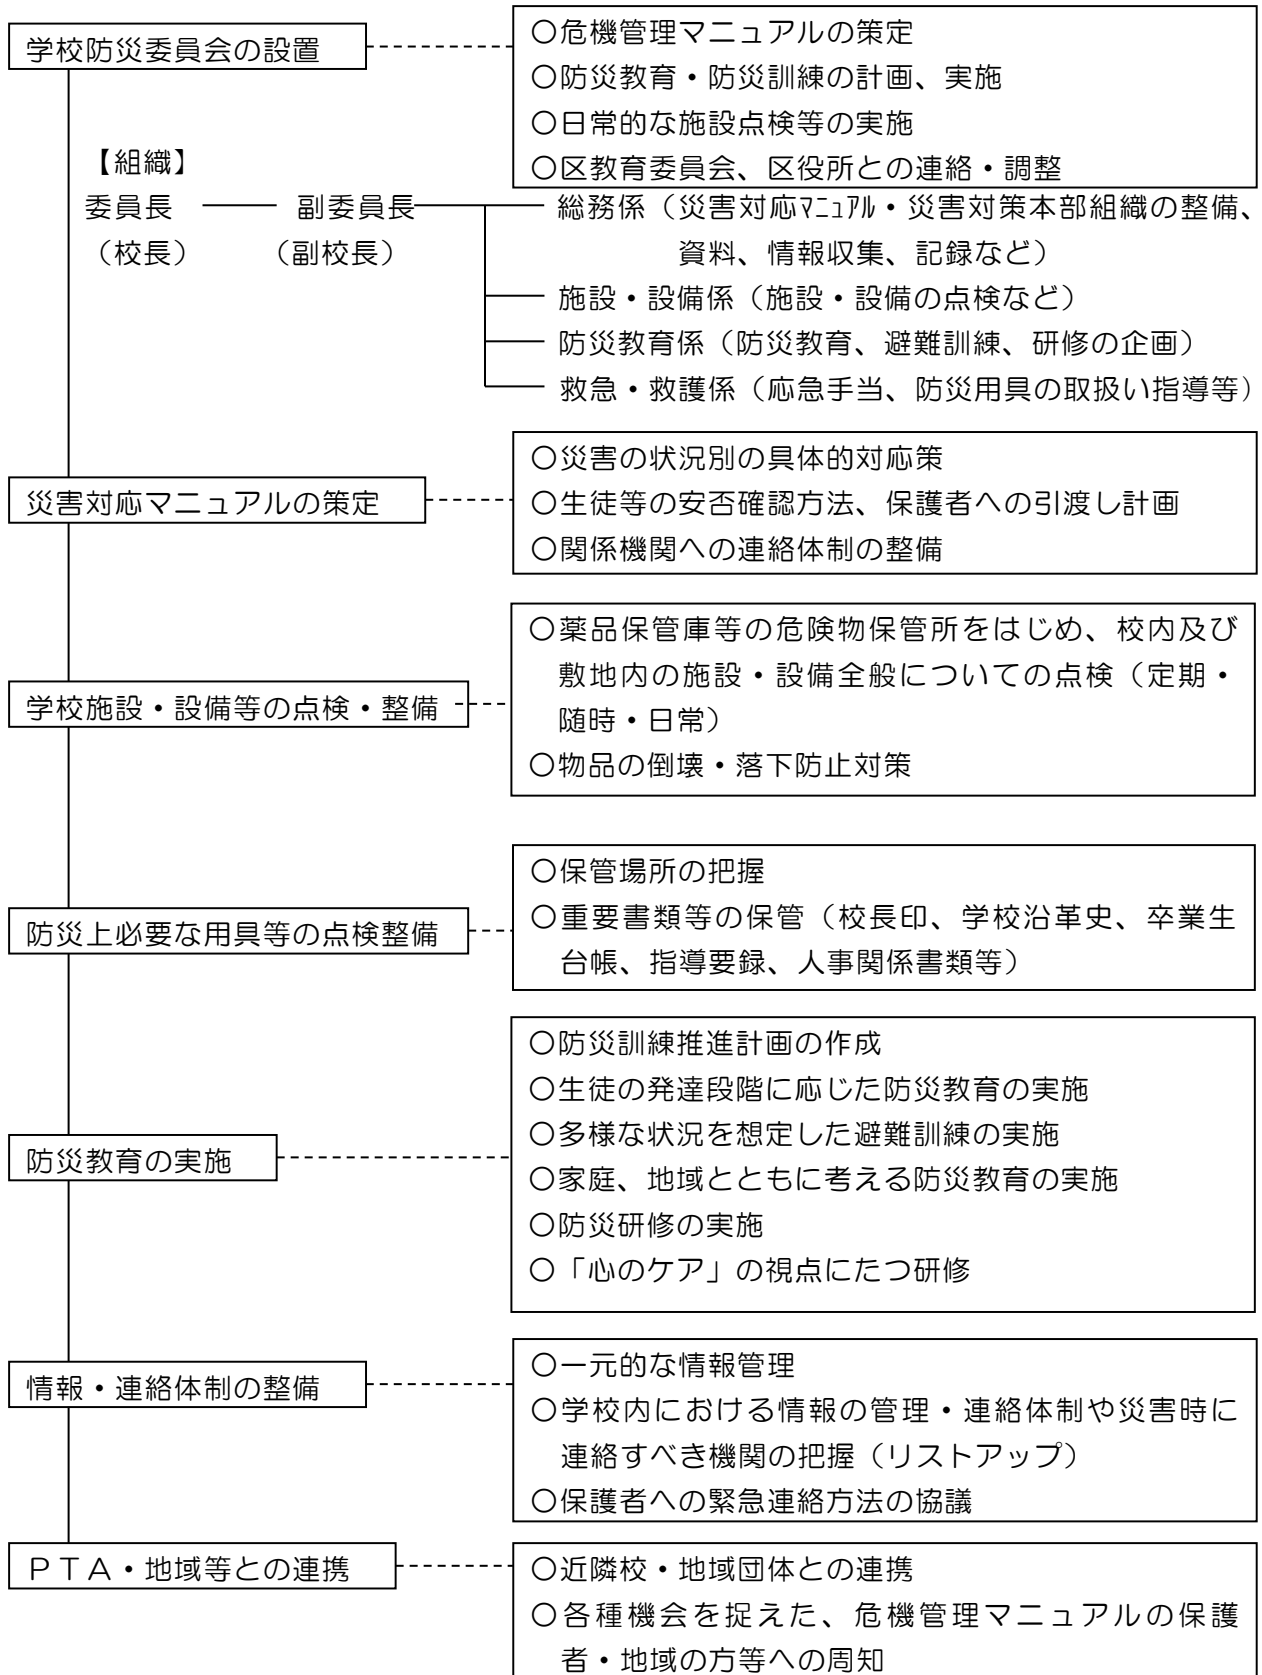 学校防災委員会の設置
〇危機管理マニュアルの策定
〇防災教育・防災訓練の計画、実施
〇日常的な施設点検等の実施
〇区教育委員会、区役所との連絡・調整
【組織】
委員長 副委員長 総務係（災害対応ﾏﾆｭｱﾙ・災害対策本部組織の整備、
（校長） （副校長） 資料、情報収集、記録など）
施設・設備係（施設・設備の点検など）
防災教育係（防災教育、避難訓練、研修の企画）
救急・救護係（応急手当、防災用具の取扱い指導等）
災害対応マニュアルの策定
〇災害の状況別の具体的対応策
〇生徒等の安否確認方法、保護者への引渡し計画
〇関係機関への連絡体制の整備
学校施設・設備等の点検・整備
〇薬品保管庫等の危険物保管所をはじめ、校内及び
敷地内の施設・設備全般についての点検（定期・
随時・日常）
〇物品の倒壊・落下防止対策
防災上必要な用具等の点検整備
〇保管場所の把握
〇重要書類等の保管（校長印、学校沿革史、卒業生
台帳、指導要録、人事関係書類等）
防災教育の実施
〇防災訓練推進計画の作成
〇生徒の発達段階に応じた防災教育の実施
〇多様な状況を想定した避難訓練の実施
〇家庭、地域とともに考える防災教育の実施
〇防災研修の実施
〇「心のケア」の視点にたつ研修
情報・連絡体制の整備
〇一元的な情報管理
〇学校内における情報の管理・連絡体制や災害時に
連絡すべき機関の把握（リストアップ）
〇保護者への緊急連絡方法の協議
ＰＴＡ・地域等との連携
〇近隣校・地域団体との連携
〇各種機会を捉えた、危機管理マニュアルの保護
者・地域の方等への周知